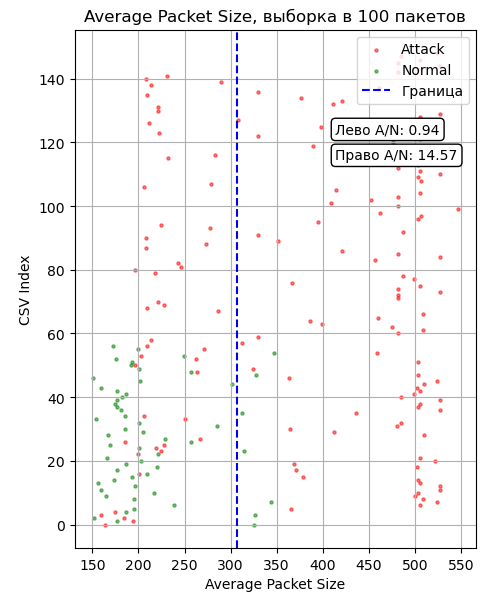 Average Packet Size, выборка в 100 пакетов
Attack
Normal
Граница
Лево A/N: 0.94
Право A/N: 14.57
CSV Index
140
120
100
80
60
40
20
0
150 200 250 300 350 400 450 500 550
Average Packet Size